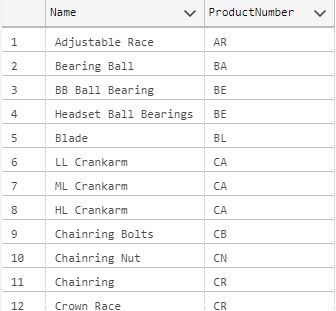 Name ProductNumber
1 Adjustable Race AR
2 Bearing Ball BA
3 BB Ball Bearing BE
4 Headset Ball Bearings BE
5 Blade BL
6 LL Crankarm CA
7 ML Crankarm CA
8 HL Crankarm CA
9 Chainring Bolts CB
10 Chainring Nut CN
11 Chainring CR
12 Crown Race CR